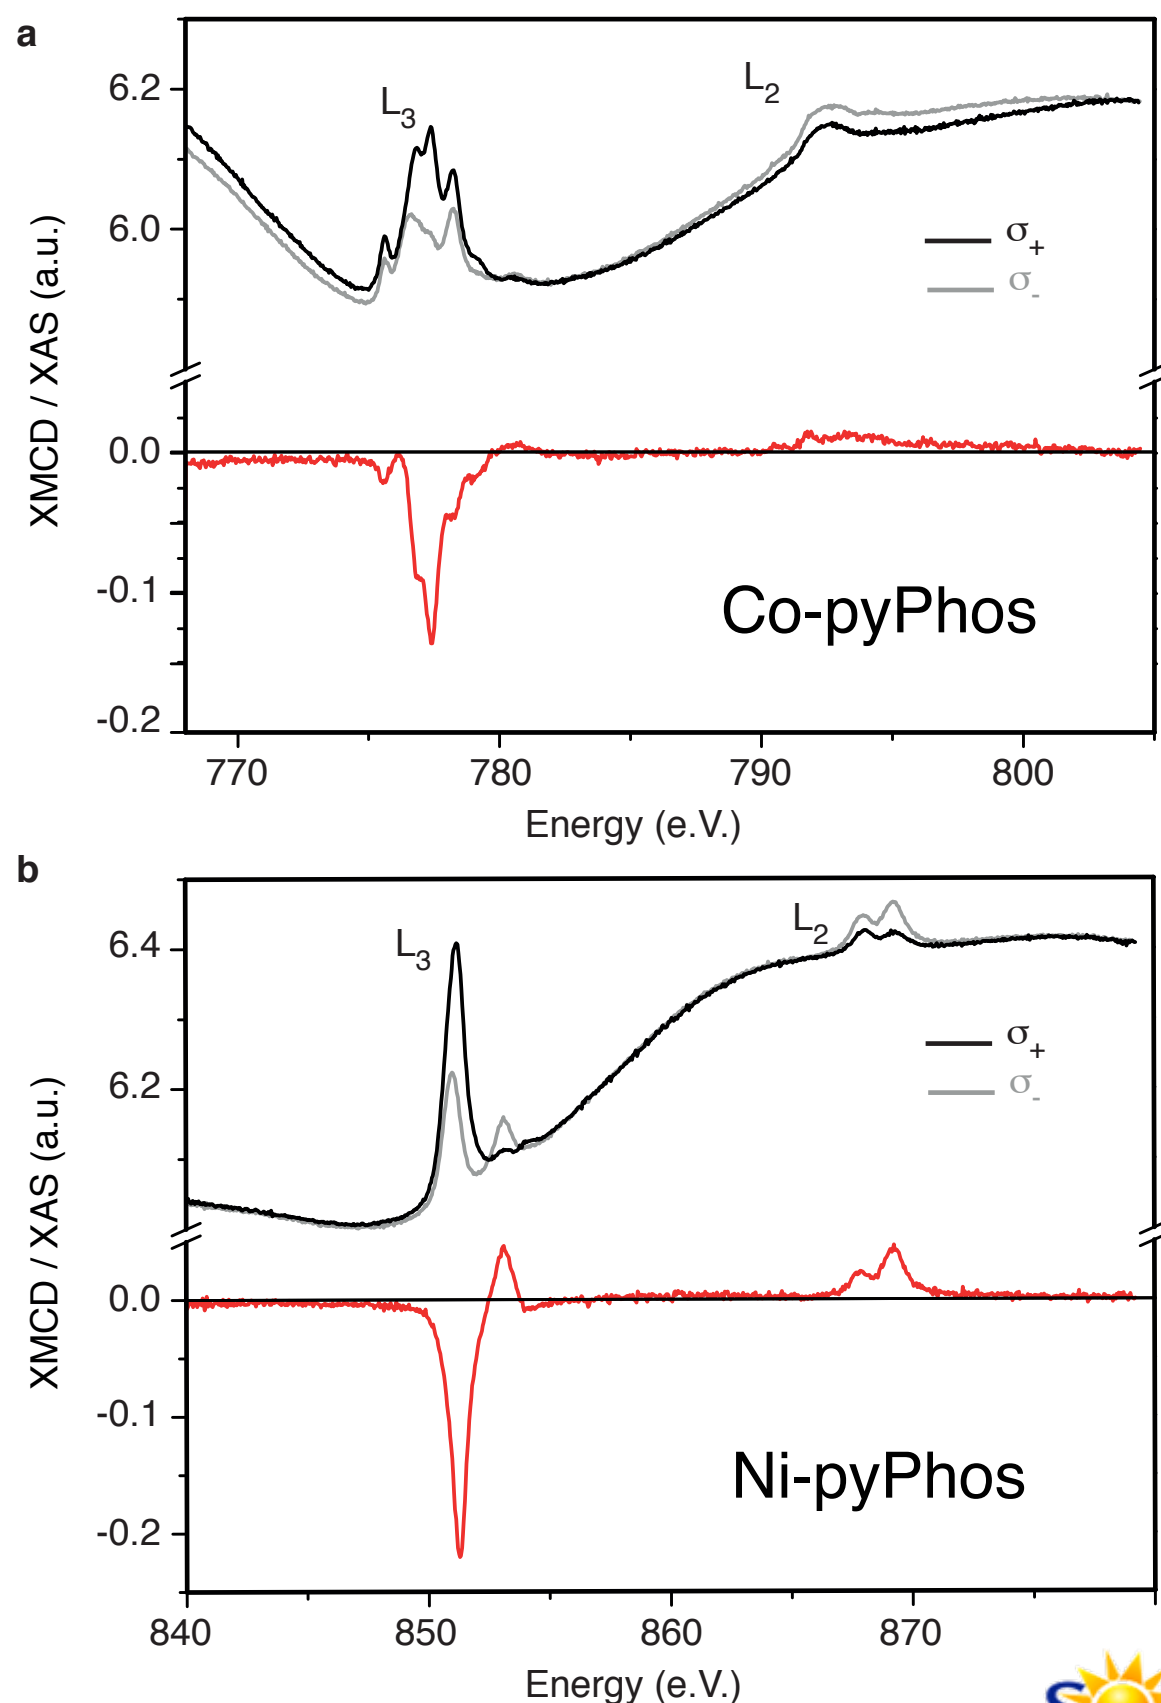 a
6.2
L3
L2
6.0
σ+
σ-
XMCD / XAS (a.u.)
0.0
-0.1
Co-pyPhos
-0.2
770 780 790 800
Energy (e.V.)
b
L3
L2
6.4
σ+
σ-
6.2
XMCD / XAS (a.u.)
0.0
-0.1
Ni-pyPhos
-0.2
840 850 860 870
Energy (e.V.)